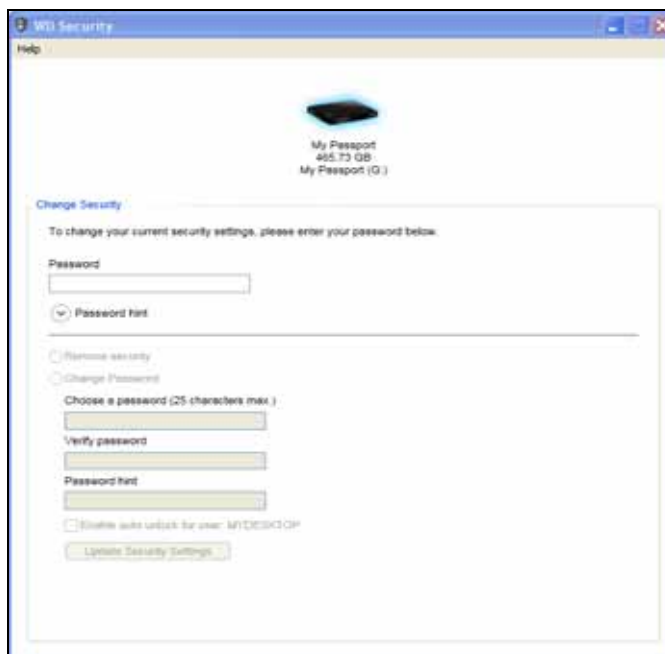 WD Security
Help
My Passport
465.73 GB
My Passport (G:)
Change Security
To change your current security settings, please enter your password below.
Password
Password hint
Remove security
Change Password
Choose a password (25 characters max.)
Verify password
Password hint
Enable auto unlock for user: MYDESKTOP
Update Security Settings